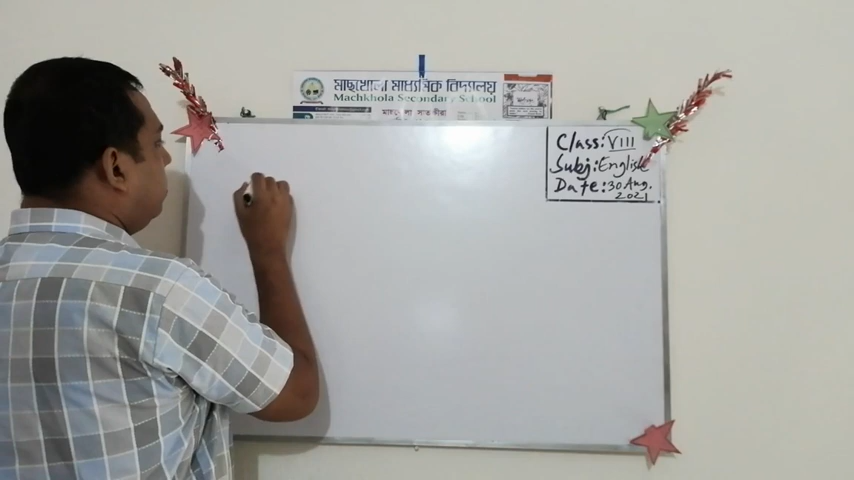 মাছখোলা মাধ্যমিক বিদ্যালয়
Machkhola Secondary School
Class: VIII
Subj: English
Date: 30 Aug.
2021